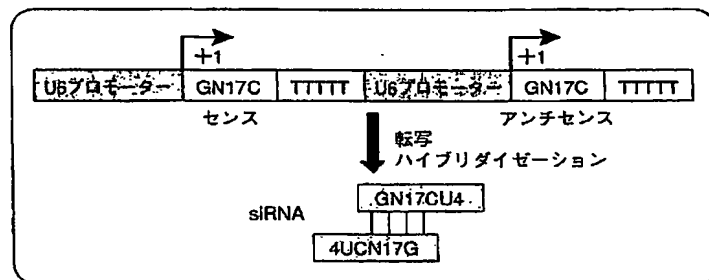 +1 +1
U6プロモーター GN17C TTTTT U6プロモーター GN17C TTTTT
センス アンチセンス
転写
ハイブリダイゼーション
GN17CU4
siRNA
4UCN17G